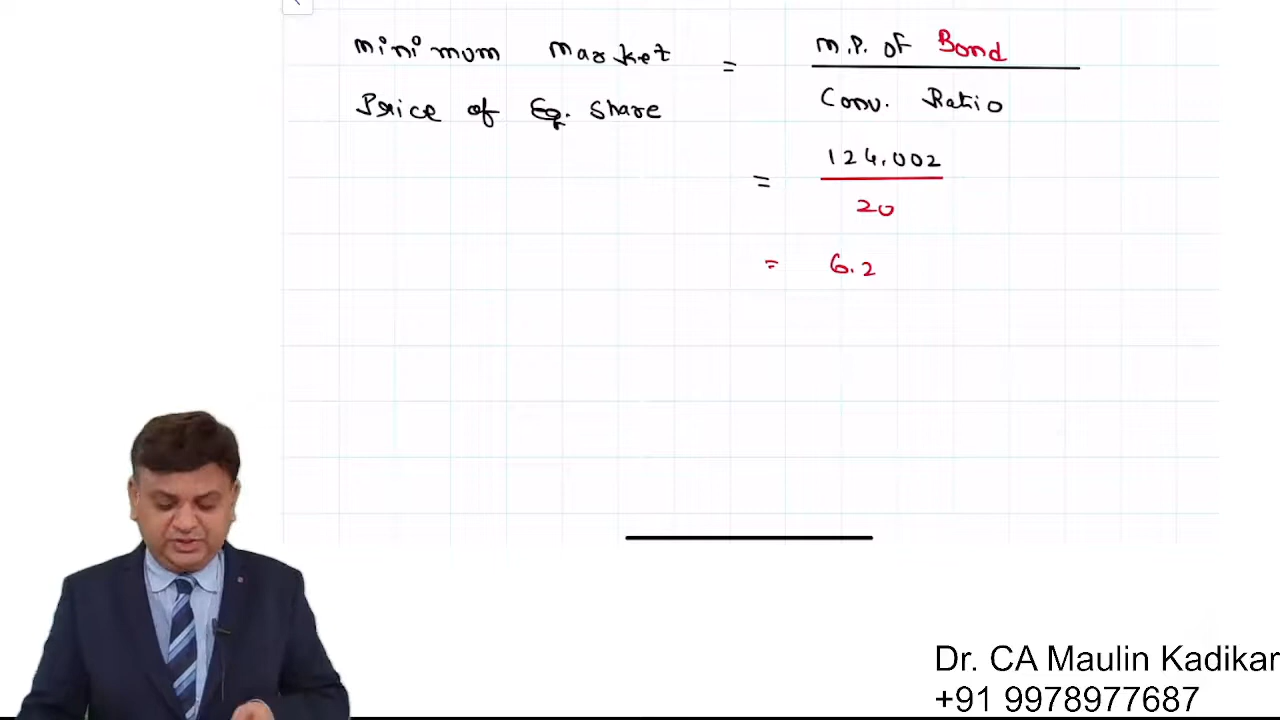 minimum market = M.P. of Bond
Price of Eq. Share Conv. Ratio
= 124.002
20
= 6.2
Dr. CA Maulin Kadikar
+91 9978977687